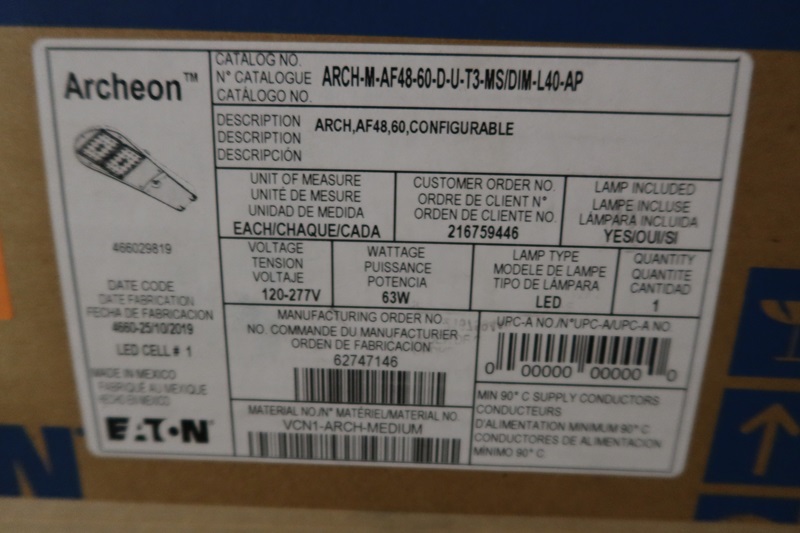 Archeon™
CATALOG NO.
N° CATALOGUE
CATÁLOGO NO.
ARCH-M-AF48-60-D-U-T3-MS/DIM-L40-AP
DESCRIPTION
DESCRIPTION
DESCRIPCIÓN
ARCH,AF48,60,CONFIGURABLE
UNIT OF MEASURE
UNITÉ DE MESURE
UNIDAD DE MEDIDA
EACH/CHAQUE/CADA
CUSTOMER ORDER NO.
ORDRE DE CLIENT N°
ORDEN DE CLIENTE NO.
216759446
LAMP INCLUDED
LAMPE INCLUSE
LÁMPARA INCLUIDA
YES/OUI/SI
466029819
VOLTAGE
TENSION
VOLTAJE
120-277V
WATTAGE
PUISSANCE
POTENCIA
63W
LAMP TYPE
MODELE DE LAMPE
TIPO DE LÁMPARA
LED
QUANTITY
QUANTITE
CANTIDAD
1
DATE CODE
DATE FABRICATION
FECHA DE FABRICACION
4660-25/10/2019
LED CELL # 1
MADE IN MEXICO
FABRIQUÉ AU MEXIQUE
HECHO EN MEXICO
EATON
MANUFACTURING ORDER NO.
NO. COMMANDE DU MANUFACTURIER
ORDEN DE FABRICACIÓN
62747146
UPC-A NO./N°UPC-A/UPC-A NO.
0 00000 00000 0
MATERIAL NO./N° MATÉRIEL/MATERIAL NO.
VCN1-ARCH-MEDIUM
MIN 90° C SUPPLY CONDUCTORS
CONDUCTEURS
D'ALIMENTATION MINIMUM 90° C
CONDUCTORES DE ALIMENTACION
MÍNIMO 90° C